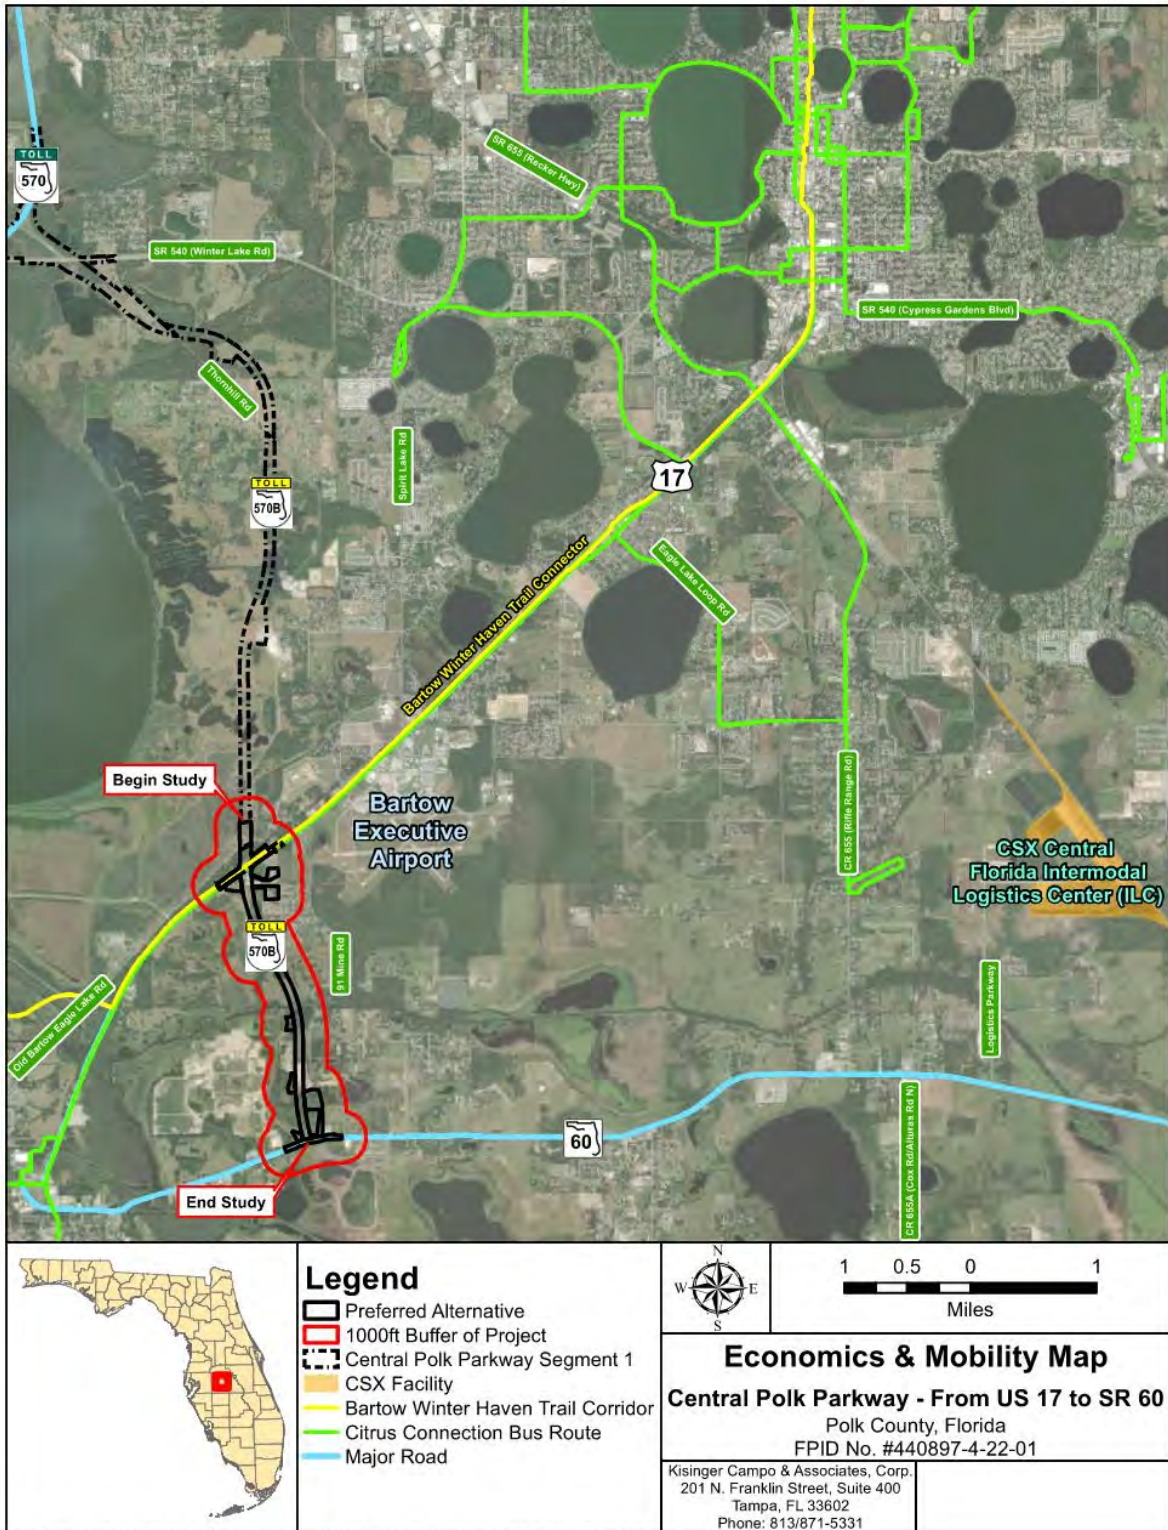 TOLL
570
SR 655 (Recker Hwy)
SR 540 (Winter Lake Rd)
SR 540 (Cypress Gardens Blvd)
Thornhill Rd
Spirit Lake Rd
17
TOLL
570B
Eagle Lake Loop Rd
Bartow Winter Haven Trail Connector
Begin Study
Bartow
Executive
Airport
CR 655 (Rifle Range Rd)
CSX Central
Florida Intermodal
Logistics Center (ILC)
TOLL
570B
91 Mine Rd
Old Bartow Eagle Lake Rd
Logistics Parkway
60
CR 655A (Cox Rd/Alturas Rd N)
End Study
Legend
Preferred Alternative
1000ft Buffer of Project
Central Polk Parkway Segment 1
CSX Facility
Bartow Winter Haven Trail Corridor
Citrus Connection Bus Route
Major Road
N
W
E
S
1 0.5 0 1
Miles
Economics & Mobility Map
Central Polk Parkway - From US 17 to SR 60
Polk County, Florida
FPID No. #440897-4-22-01
Kisinger Campo & Associates, Corp.
201 N. Franklin Street, Suite 400
Tampa, FL 33602
Phone: 813/871-5331